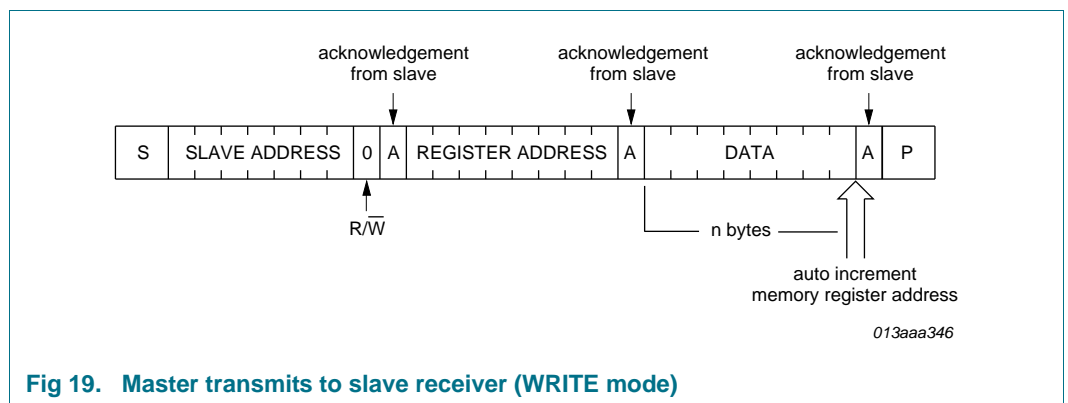 acknowledgement
from slave
acknowledgement
from slave
acknowledgement
from slave
S SLAVE ADDRESS 0 A REGISTER ADDRESS A DATA A P
R/W̅
n bytes
auto increment
memory register address
013aaa346
Fig 19. Master transmits to slave receiver (WRITE mode)